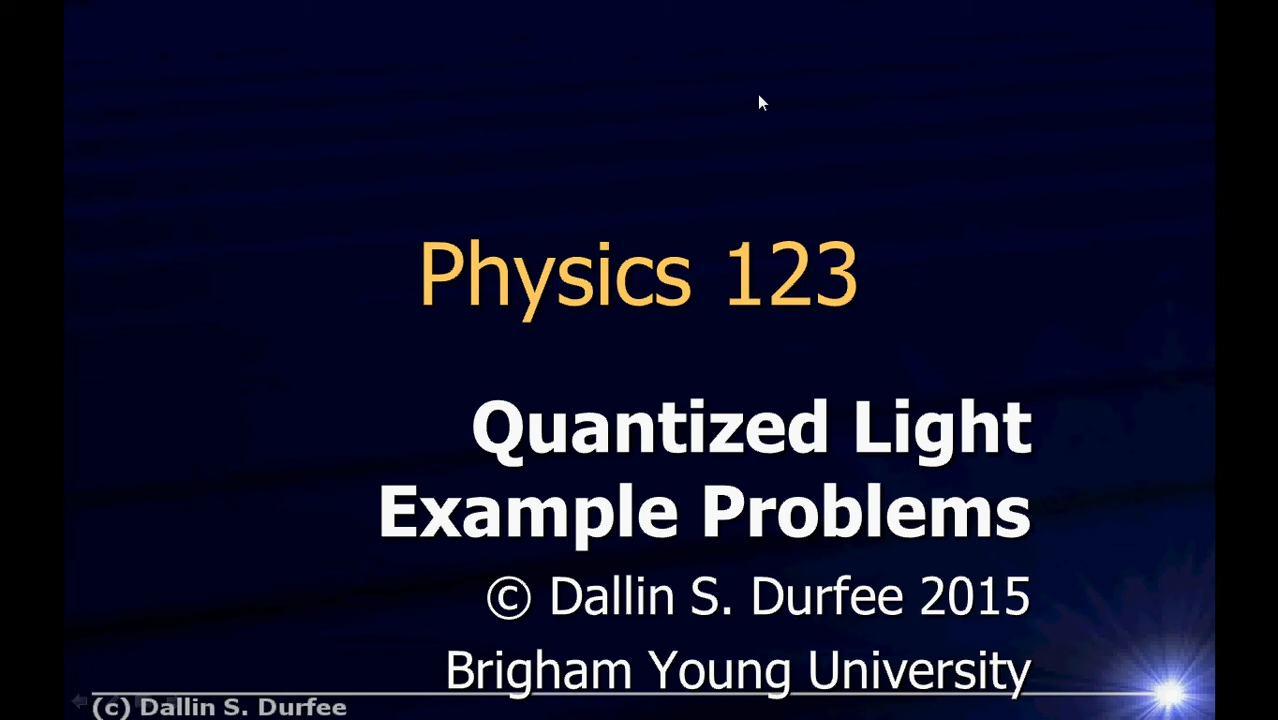 Physics 123
Quantized Light
Example Problems
© Dallin S. Durfee 2015
Brigham Young University
(c) Dallin S. Durfee